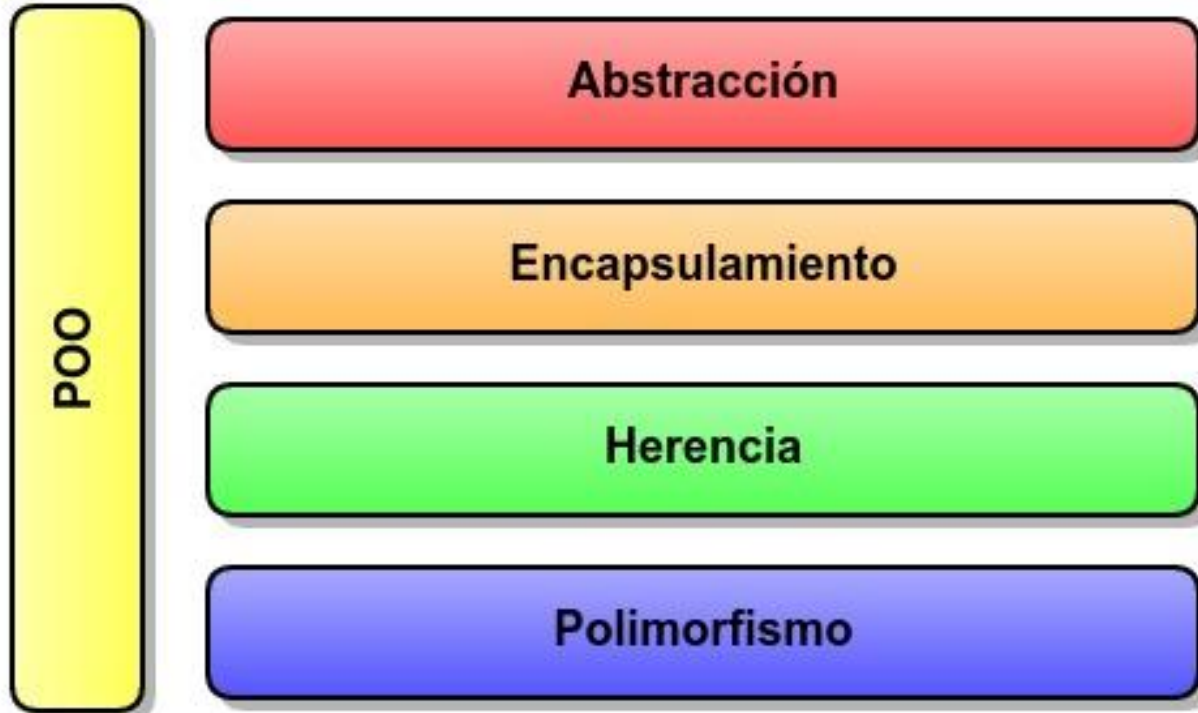 POO
Abstracción
Encapsulamiento
Herencia
Polimorfismo